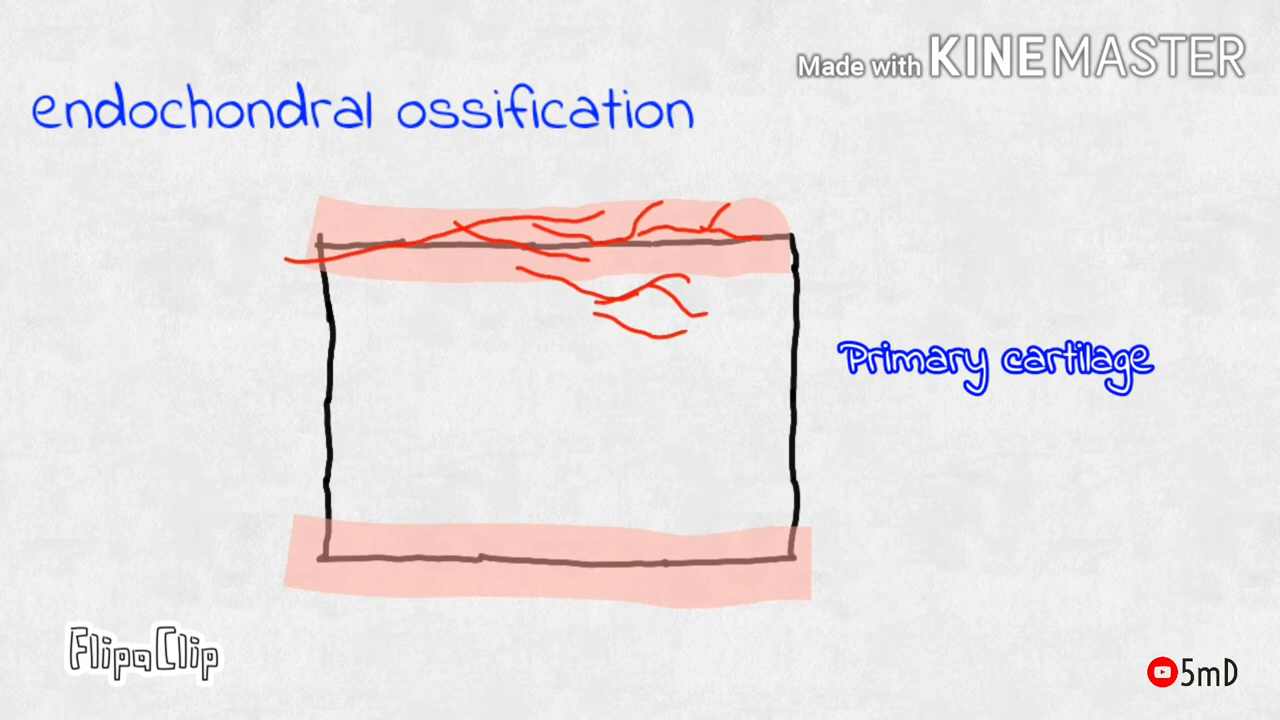 Made with KINEMASTER
endochondral ossification
Primary cartilage
FlipaClip
5mD